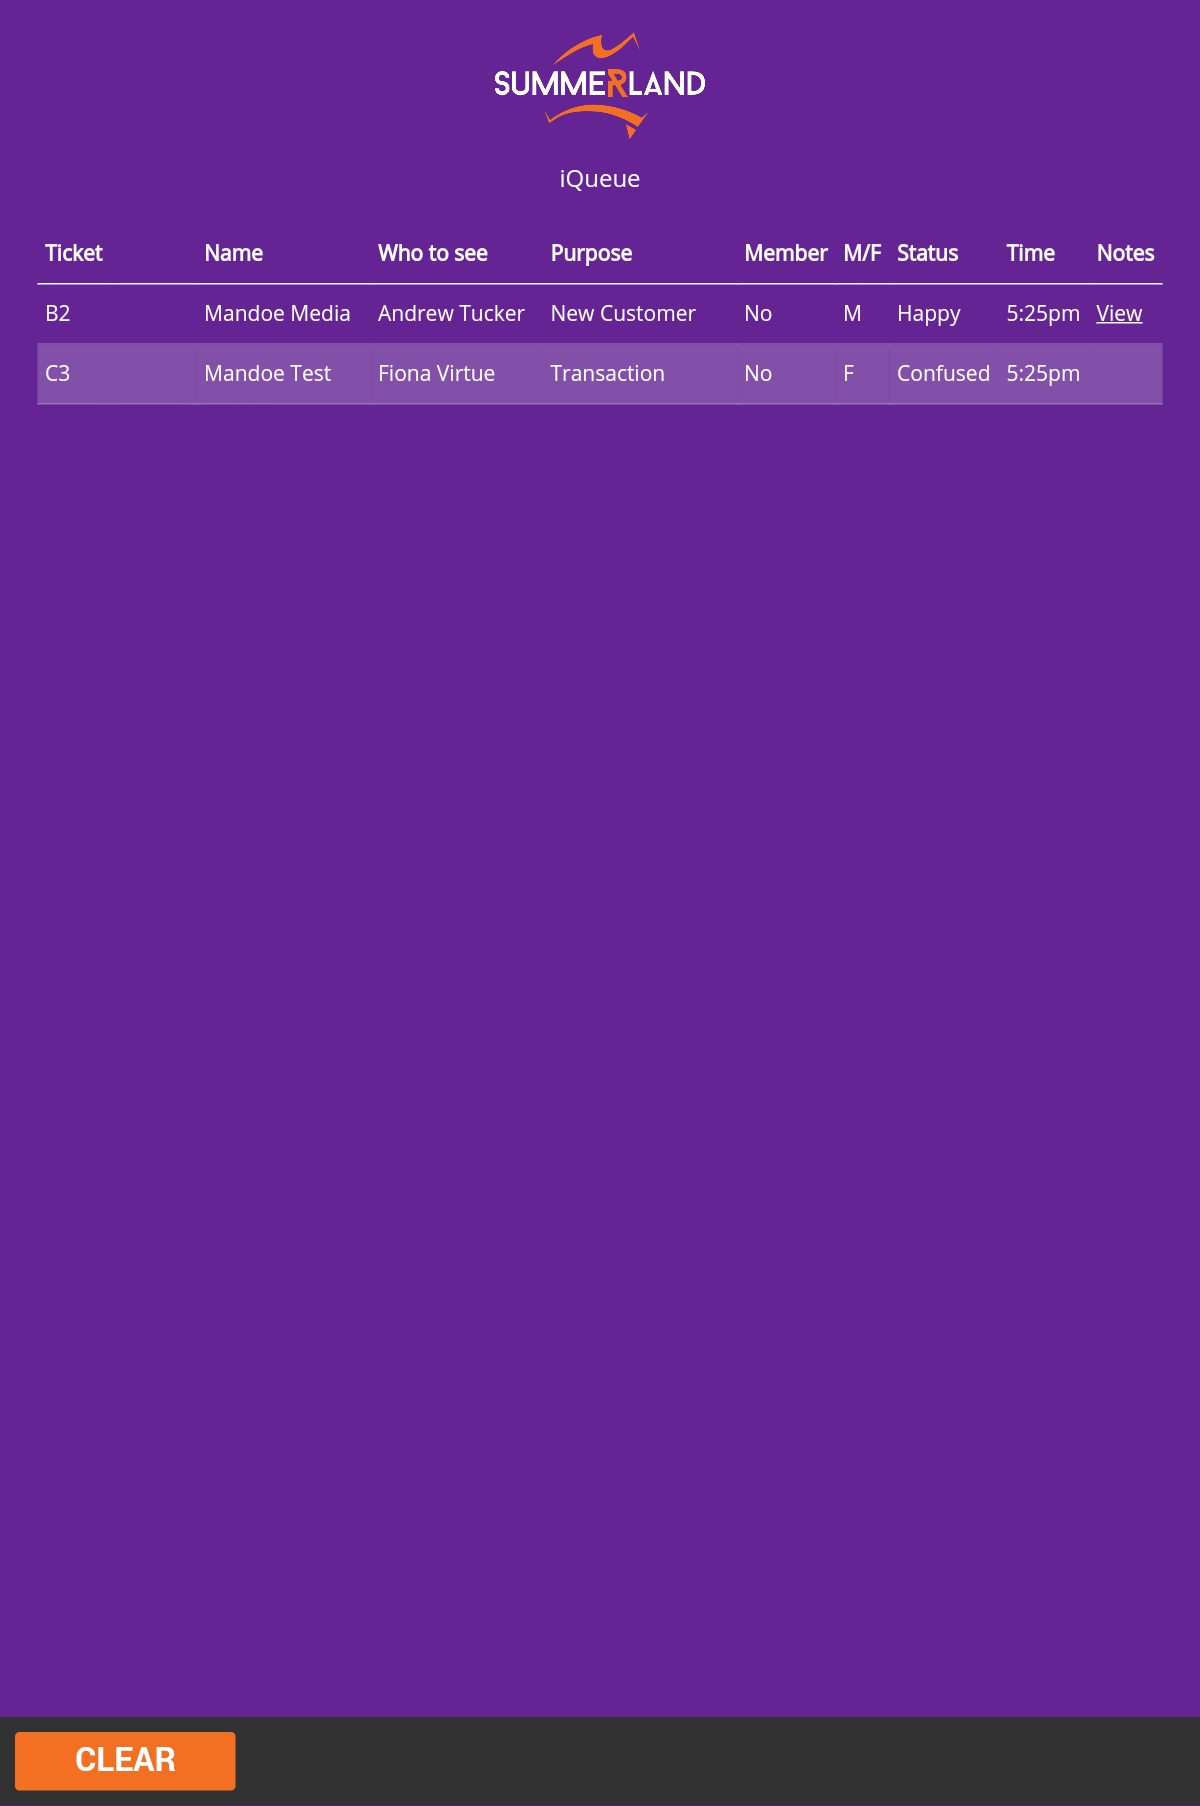 SUMMERLAND
iQueue
Ticket Name Who to see Purpose Member M/F Status Time Notes
B2 Mandoe Media Andrew Tucker New Customer No M Happy 5:25pm View
C3 Mandoe Test Fiona Virtue Transaction No F Confused 5:25pm
CLEAR